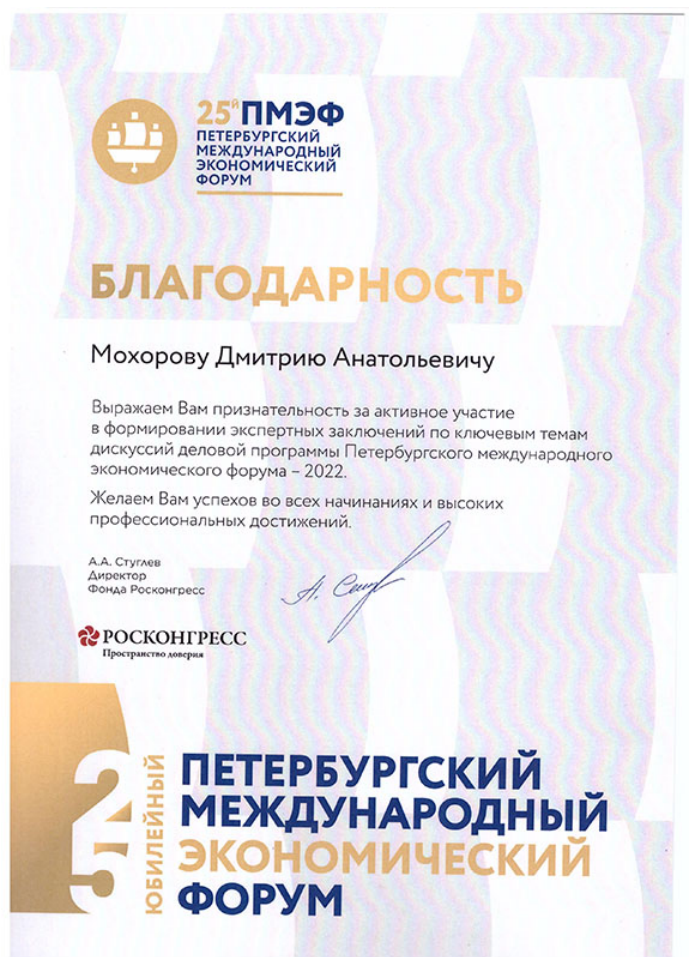 25й ПМЭФ
ПЕТЕРБУРГСКИЙ
МЕЖДУНАРОДНЫЙ
ЭКОНОМИЧЕСКИЙ
ФОРУМ
БЛАГОДАРНОСТЬ
Мохорову Дмитрию Анатольевичу
Выражаем Вам признательность за активное участие
в формировании экспертных заключений по ключевым темам
дискуссий деловой программы Петербургского международного
экономического форума – 2022.
Желаем Вам успехов во всех начинаниях и высоких
профессиональных достижений.
А.А. Стуглев
Директор
Фонда Росконгресс
РОСКОНГРЕСС
Пространство доверия
25
ЮБИЛЕЙНЫЙ
ПЕТЕРБУРГСКИЙ
МЕЖДУНАРОДНЫЙ
ЭКОНОМИЧЕСКИЙ
ФОРУМ